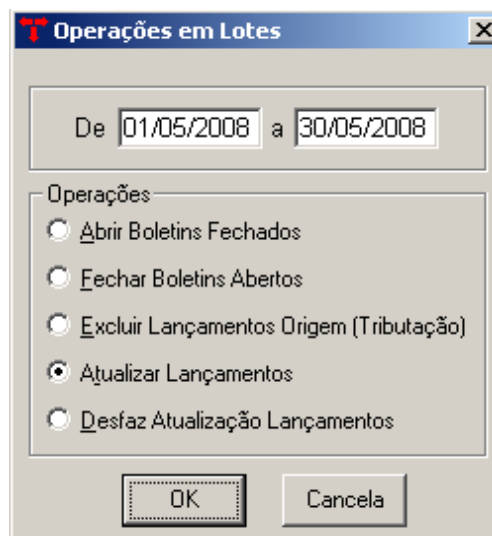 Operações em Lotes
De 01/05/2008 a 30/05/2008
Operações
Abrir Boletins Fechados
Fechar Boletins Abertos
Excluir Lançamentos Origem (Tributação)
Atualizar Lançamentos
Desfaz Atualização Lançamentos
OK Cancela